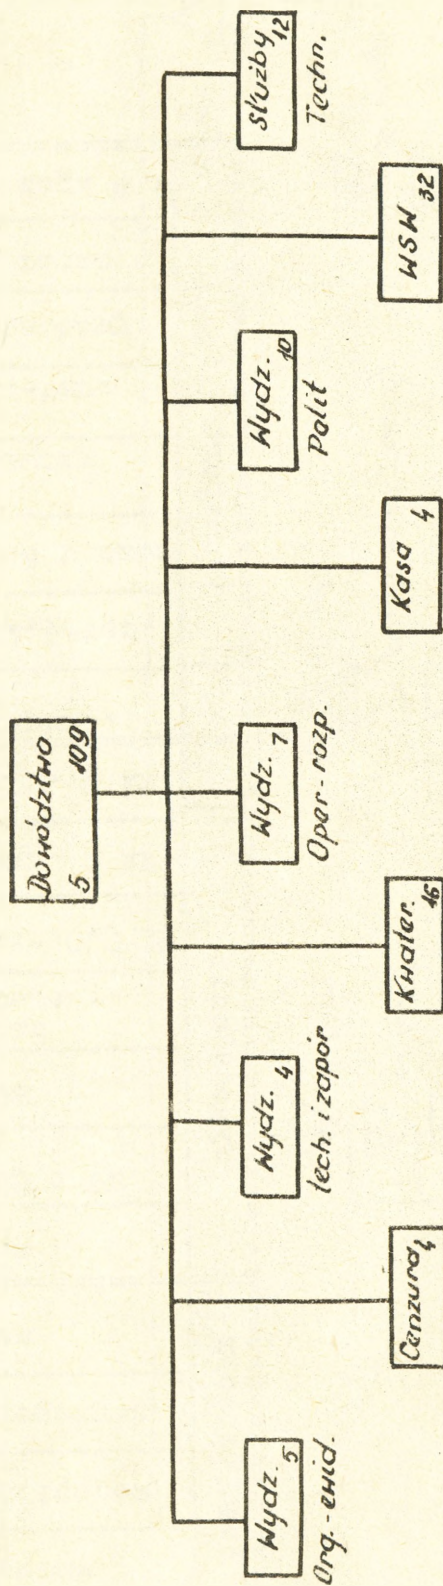 Dowództwo
5 109
Wydz.
5
Org.-ewid.
Wydz.
4
tech. i zapór
Wydz.
7
Oper-rozp.
Wydz.
10
Polit
Służby
12
Techn.
Cenzura
4
Kwater.
16
Kasa
4
WSW
32